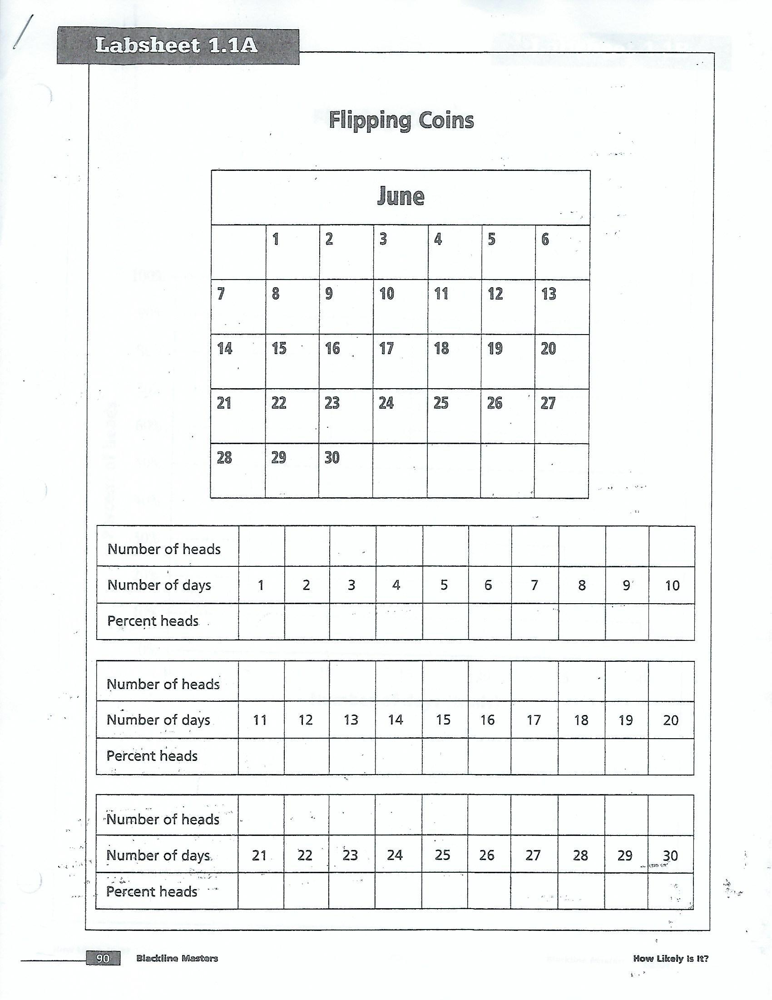 Labsheet 1.1A
Flipping Coins
June
1 2 3 4 5 6
7 8 9 10 11 12 13
14 15 16 17 18 19 20
21 22 23 24 25 26 27
28 29 30
Number of heads
Number of days 1 2 3 4 5 6 7 8 9 10
Percent heads
Number of heads
Number of days 11 12 13 14 15 16 17 18 19 20
Percent heads
Number of heads
Number of days 21 22 23 24 25 26 27 28 29 30
Percent heads
90 Blackline Masters How Likely Is It?